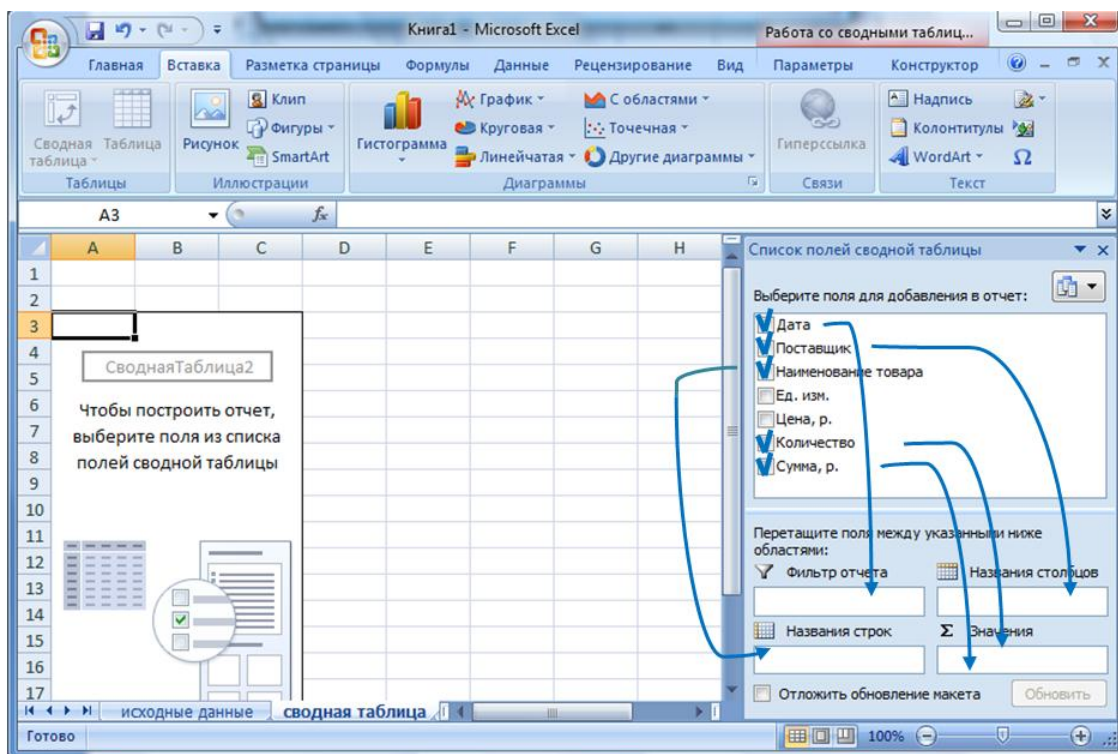 Книга1 - Microsoft Excel
Работа со сводными таблиц...
Главная
Вставка
Разметка страницы
Формулы
Данные
Рецензирование
Вид
Параметры
Конструктор
Сводная таблица
Таблица
Таблицы
Рисунок
Клип
Фигуры
SmartArt
Иллюстрации
Гистограмма
График
Круговая
Линейчатая
С областями
Точечная
Другие диаграммы
Диаграммы
Гиперссылка
Связи
Надпись
Колонтитулы
WordArt
Ω
Текст
A3
fx
A B C D E F G H
1
2
3
4
5
6
7
8
9
10
11
12
13
14
15
16
17
СводнаяТаблица2
Чтобы построить отчет,
выберите поля из списка
полей сводной таблицы
Список полей сводной таблицы
Выберите поля для добавления в отчет:
Дата
Поставщик
Наименование товара
Ед. изм.
Цена, р.
Количество
Сумма, р.
Перетащите поля между указанными ниже
областями:
Фильтр отчета
Названия столбцов
Названия строк
Σ Значения
Отложить обновление макета
Обновить
исходные данные
сводная таблица
Готово
100%